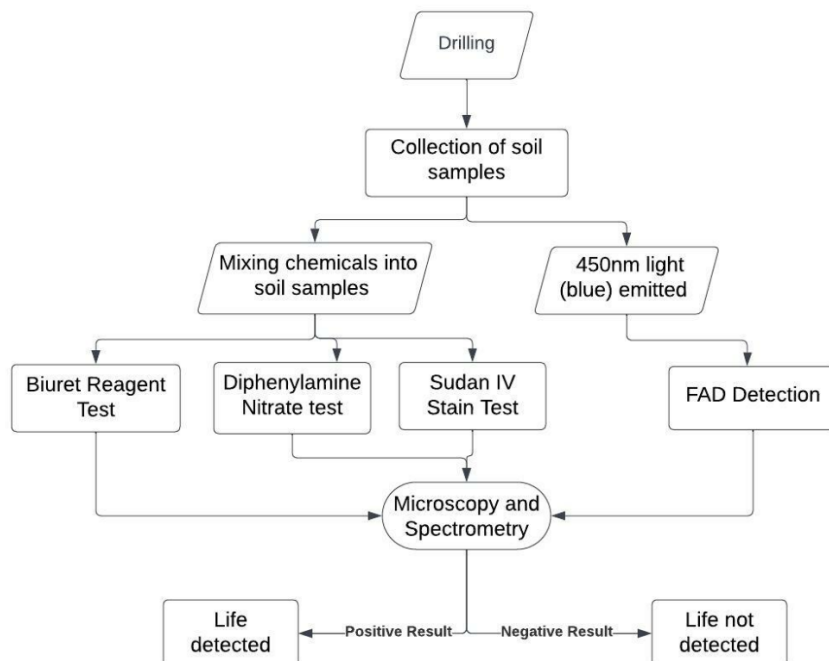 Drilling
Collection of soil
samples
Mixing chemicals into
soil samples
450nm light
(blue) emitted
Biuret Reagent
Test
Diphenylamine
Nitrate test
Sudan IV
Stain Test
FAD Detection
Microscopy and
Spectrometry
Life
detected
Positive Result
Negative Result
Life not
detected